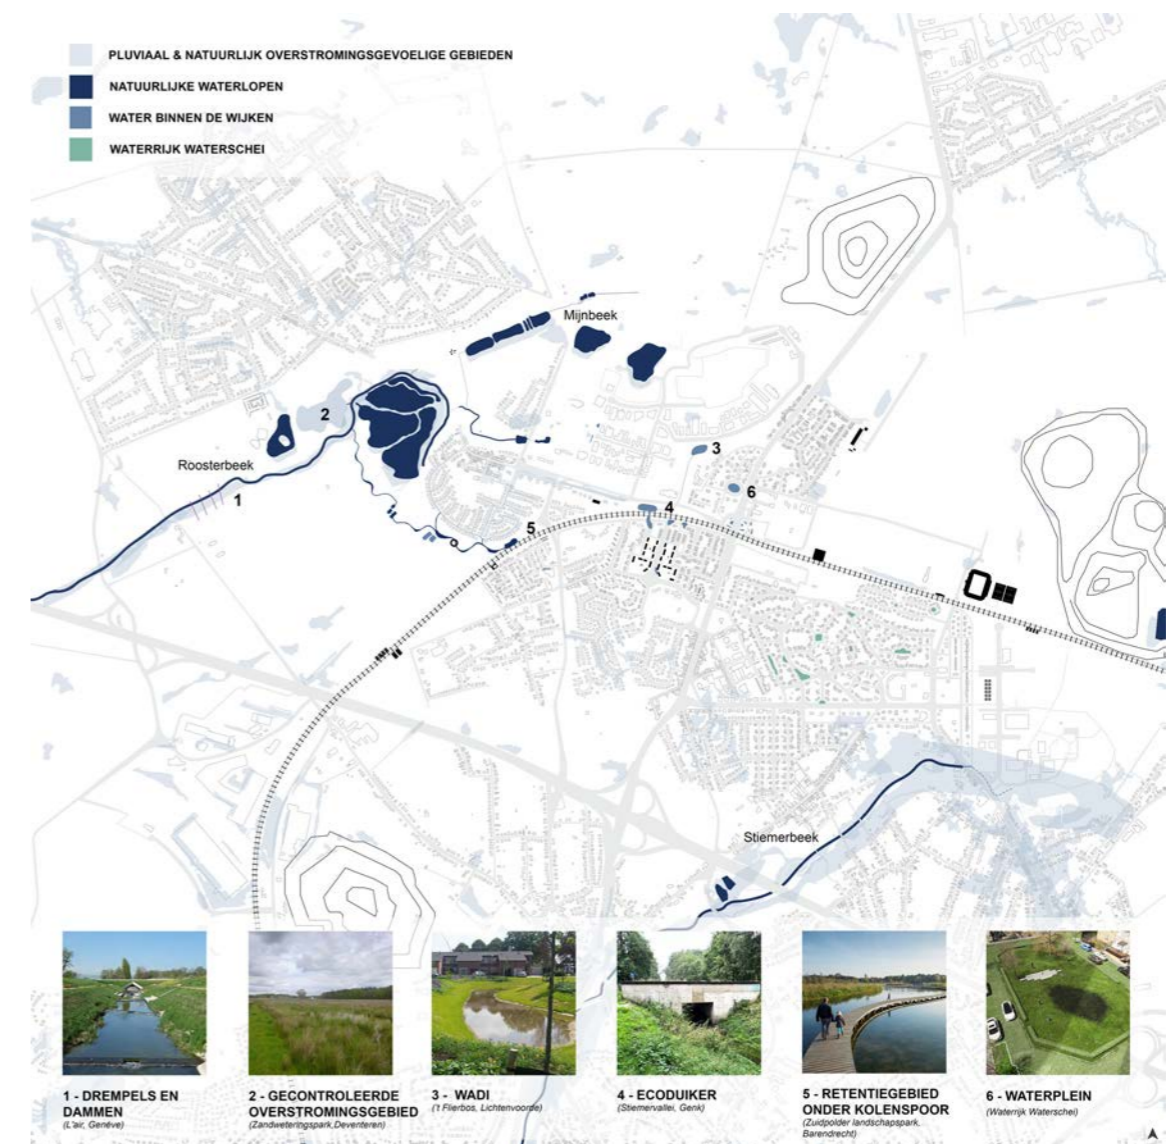 PLUVIAAL & NATUURLIJK OVERSTROMINGSGEVOELIGE GEBIEDEN
NATUURLIJKE WATERLOPEN
WATER BINNEN DE WIJKEN
WATERRIJK WATERSCHEI
Mijnbeek
2
3
Roosterbeek
6
1
4
5
Stiemerbeek
1 - DREMPELS EN
DAMMEN
(L'air, Genève)
2 - GECONTROLEERDE
OVERSTROMINGSGEBIED
(Zandweteringspark,Deventeren)
3 - WADI
('t Flierbos, Lichtenvoorde)
4 - ECODUIKER
(Stiemervallei, Genk)
5 - RETENTIEGEBIED
ONDER KOLENSPOOR
(Zuidpolder landschapspark,
Barendrecht)
6 - WATERPLEIN
(Waterrijk Waterschei)